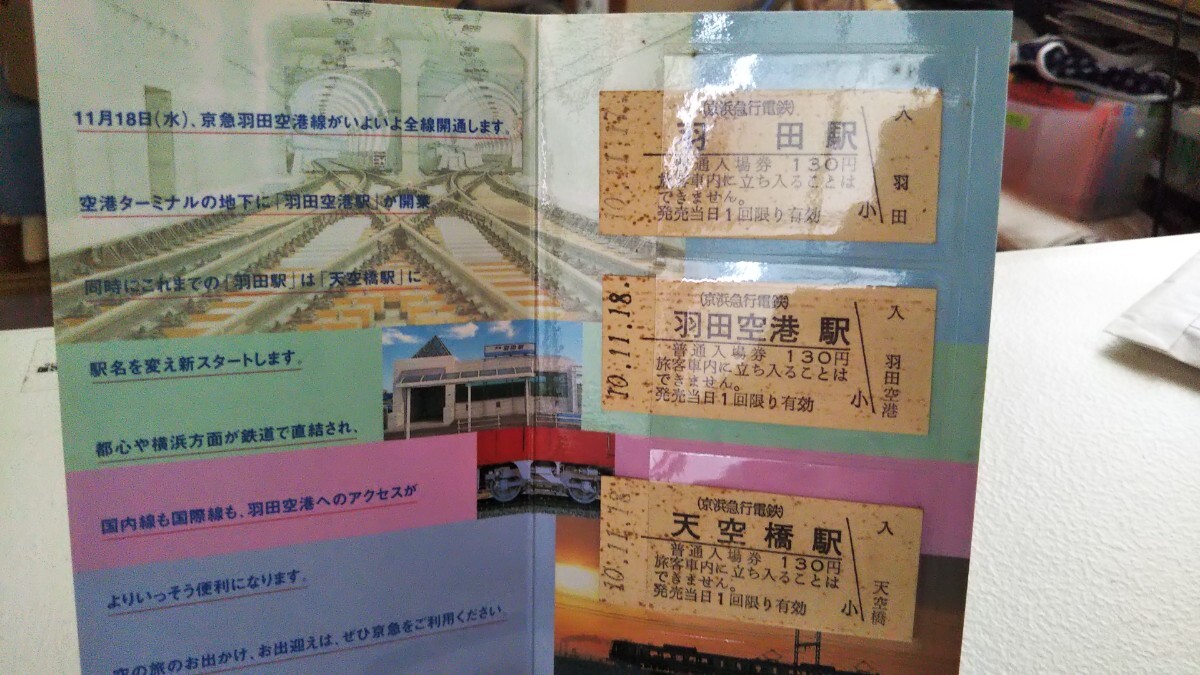 11月18日(水)、京急羽田空港線がいよいよ全線開通します。
空港ターミナルの地下に「羽田空港駅」が開業。
同時にこれまでの「羽田駅」は「天空橋駅」に
駅名を変え新スタートします。
都心や横浜方面が鉄道で直結され、
国内線も国際線も、羽田空港へのアクセスが
よりいっそう便利になります。
空の旅のお出かけ、お出迎えは、ぜひ京急をご利用ください。
(京浜急行電鉄)
羽田駅
普通入場券 130円
旅客車内に立ち入ることは
できません。
発売当日1回限り有効
小
入
羽田
10.11.17.
(京浜急行電鉄)
羽田空港駅
普通入場券 130円
旅客車内に立ち入ることは
できません。
発売当日1回限り有効
小
入
羽田空港
10.11.18.
(京浜急行電鉄)
天空橋駅
普通入場券 130円
旅客車内に立ち入ることは
できません。
発売当日1回限り有効
小
入
天空橋
10.11.18